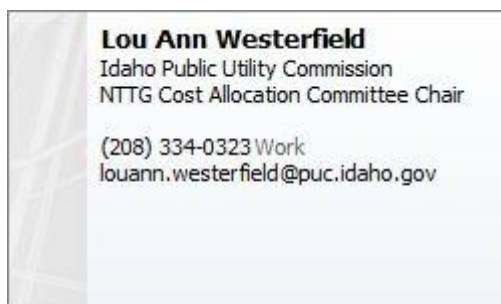 Lou Ann Westerfield
Idaho Public Utility Commission
NTTG Cost Allocation Committee Chair
(208) 334-0323 Work
louann.westerfield@puc.idaho.gov